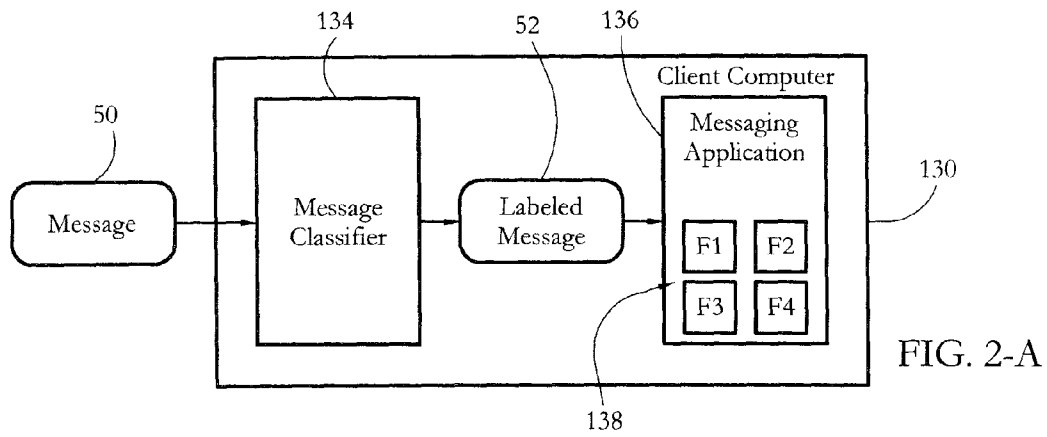 134
52
136
Client Computer
50
Messaging
Application
130
Message
Message
Classifier
Labeled
Message
F1 F2
F3 F4
138
FIG. 2-A